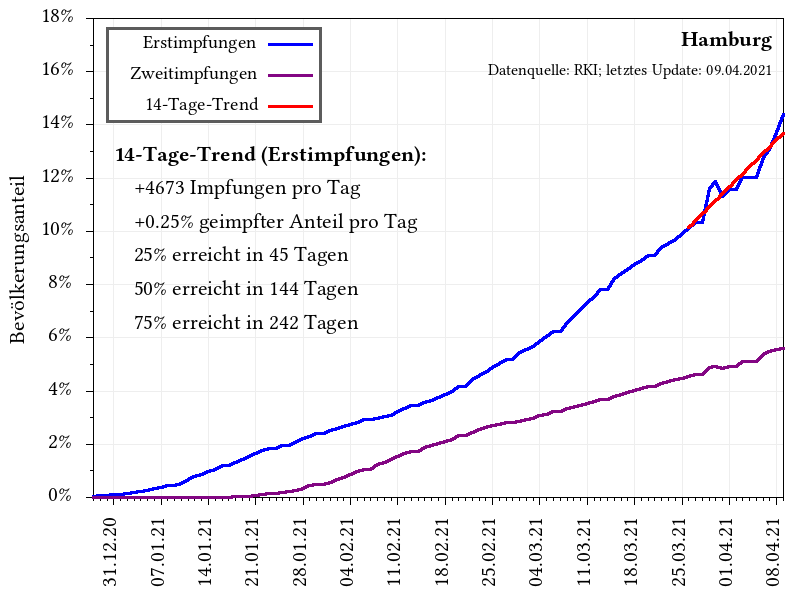 18%
16%
14%
12%
10%
8%
6%
4%
2%
0%
Bevölkerungsanteil
Erstimpfungen
Zweitimpfungen
14-Tage-Trend
Hamburg
Datenquelle: RKI; letztes Update: 09.04.2021
14-Tage-Trend (Erstimpfungen):
+4673 Impfungen pro Tag
+0.25% geimpfter Anteil pro Tag
25% erreicht in 45 Tagen
50% erreicht in 144 Tagen
75% erreicht in 242 Tagen
31.12.20
07.01.21
14.01.21
21.01.21
28.01.21
04.02.21
11.02.21
18.02.21
25.02.21
04.03.21
11.03.21
18.03.21
25.03.21
01.04.21
08.04.21